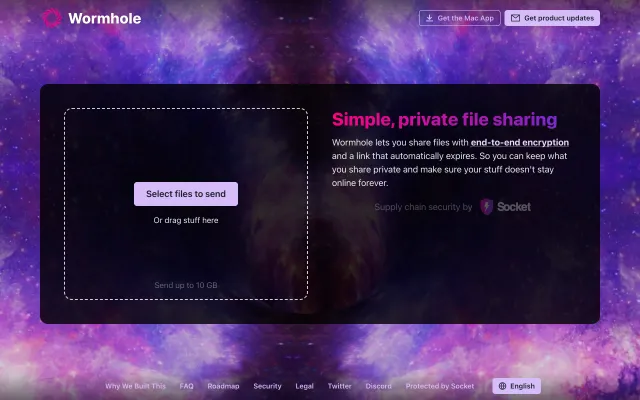 Wormhole
Get the Mac App
Get product updates
Simple, private file sharing
Wormhole lets you share files with end-to-end encryption
and a link that automatically expires. So you can keep what
you share private and make sure your stuff doesn't stay
online forever.
Supply chain security by Socket
Select files to send
Or drag stuff here
Send up to 10 GB
Why We Built This FAQ Roadmap Security Legal Twitter Discord Protected by Socket English